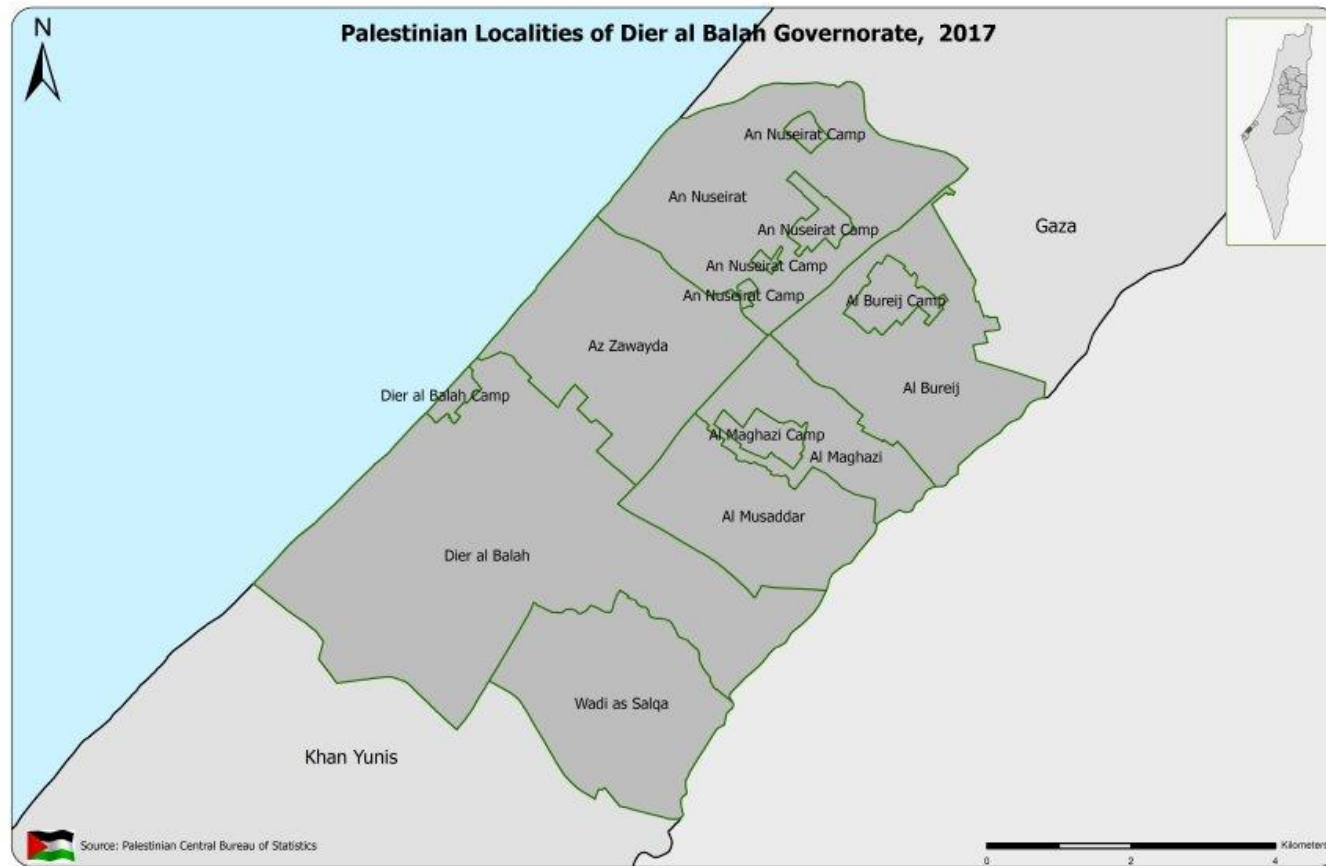 N
Palestinian Localities of Dier al Balah Governorate, 2017
An Nuseirat Camp
An Nuseirat
Gaza
An Nuseirat Camp
An Nuseirat Camp
An Nuseirat Camp
Al Bureij Camp
Az Zawayda
Al Bureij
Dier al Balah Camp
Al Maghazi Camp
Al Maghazi
Al Musaddar
Dier al Balah
Wadi as Salqa
Khan Yunis
Source: Palestinian Central Bureau of Statistics
Kilometers
0 2 4